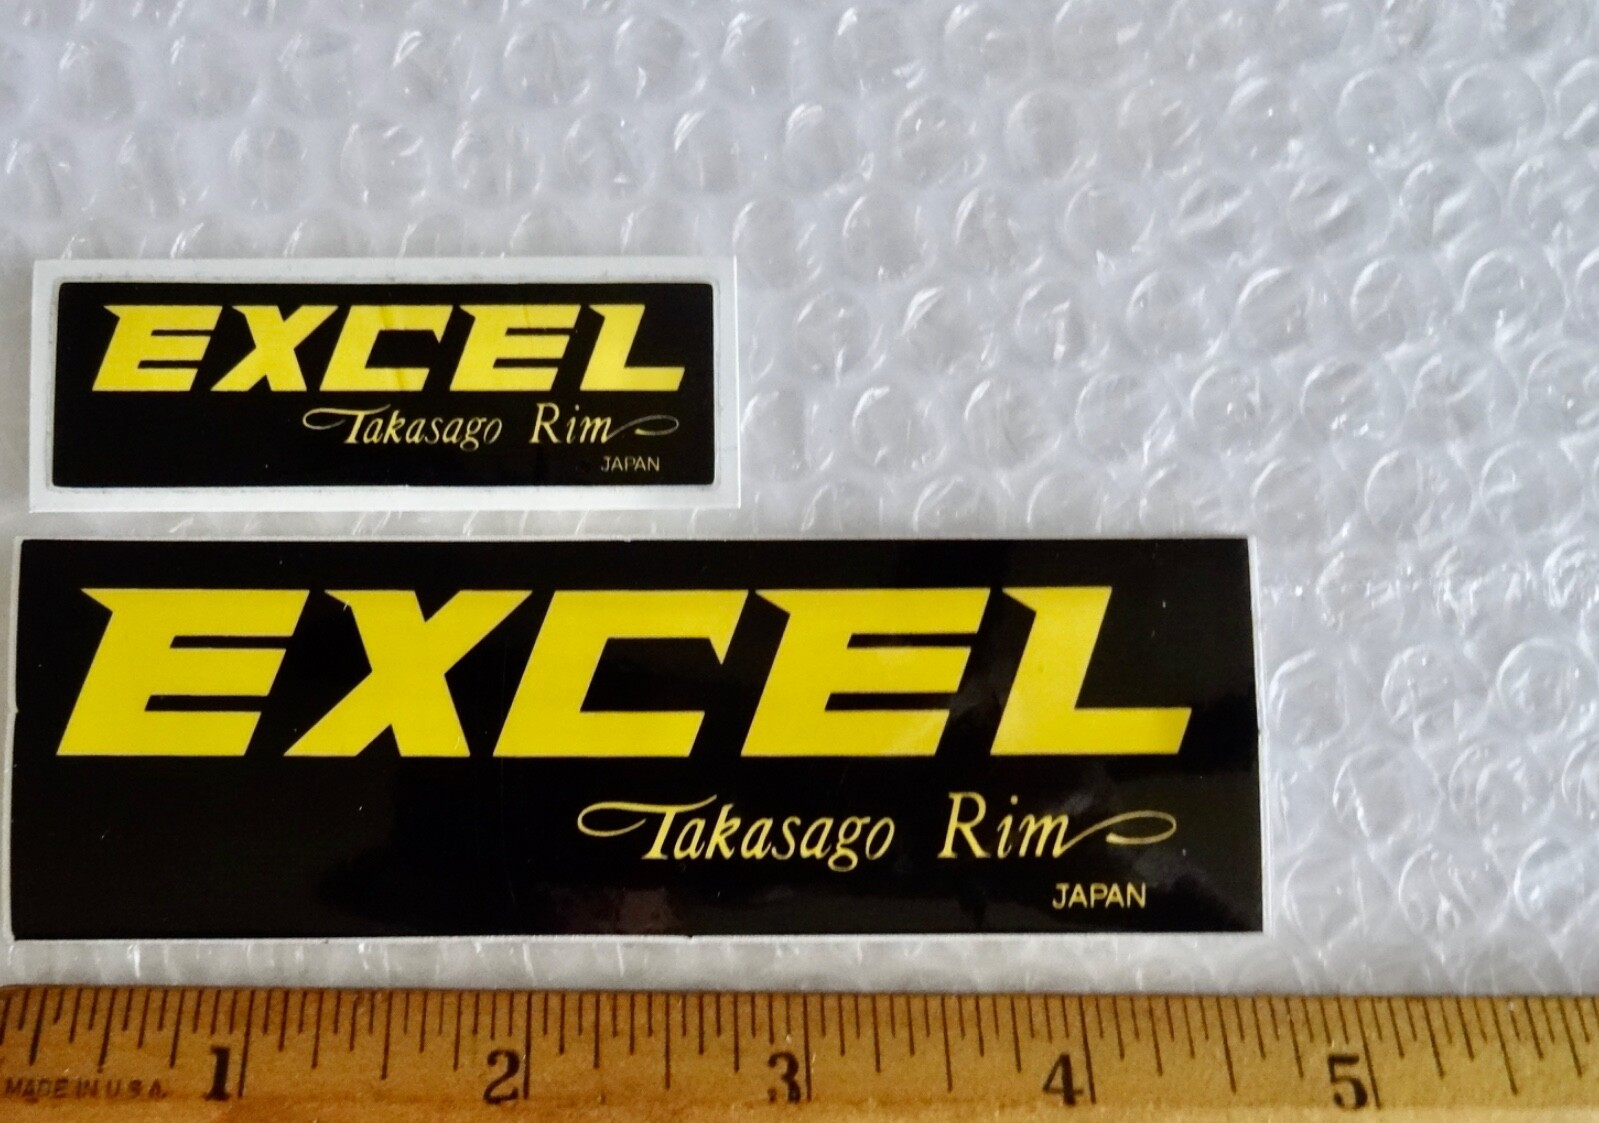 EXCEL
Takasago Rim
JAPAN
EXCEL
Takasago Rim
JAPAN
1 2 3 4 5
MADE IN U.S.A.